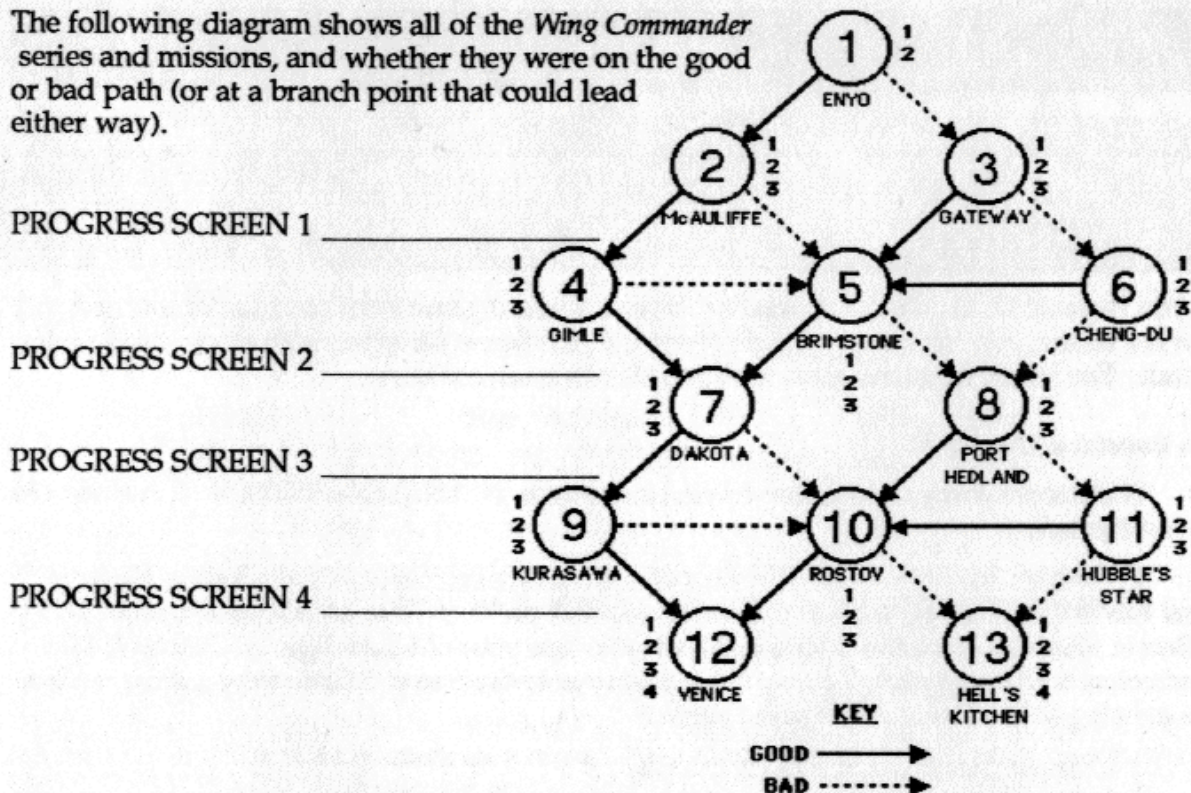 The following diagram shows all of the Wing Commander
series and missions, and whether they were on the good
or bad path (or at a branch point that could lead
either way).
1
1
2
ENYO
2
1
2
3
McAULIFFE
3
1
2
3
GATEWAY
PROGRESS SCREEN 1
1
2
3
4
GIMLE
5
BRIMSTONE
1
2
3
6
1
2
3
CHENG-DU
PROGRESS SCREEN 2
1
2
3
7
DAKOTA
8
1
2
3
PORT
HEDLAND
PROGRESS SCREEN 3
1
2
3
9
KURASAWA
10
ROSTOV
1
2
3
11
1
2
3
HUBBLE'S
STAR
PROGRESS SCREEN 4
1
2
3
4
12
VENICE
13
1
2
3
4
HELL'S
KITCHEN
KEY
GOOD
BAD